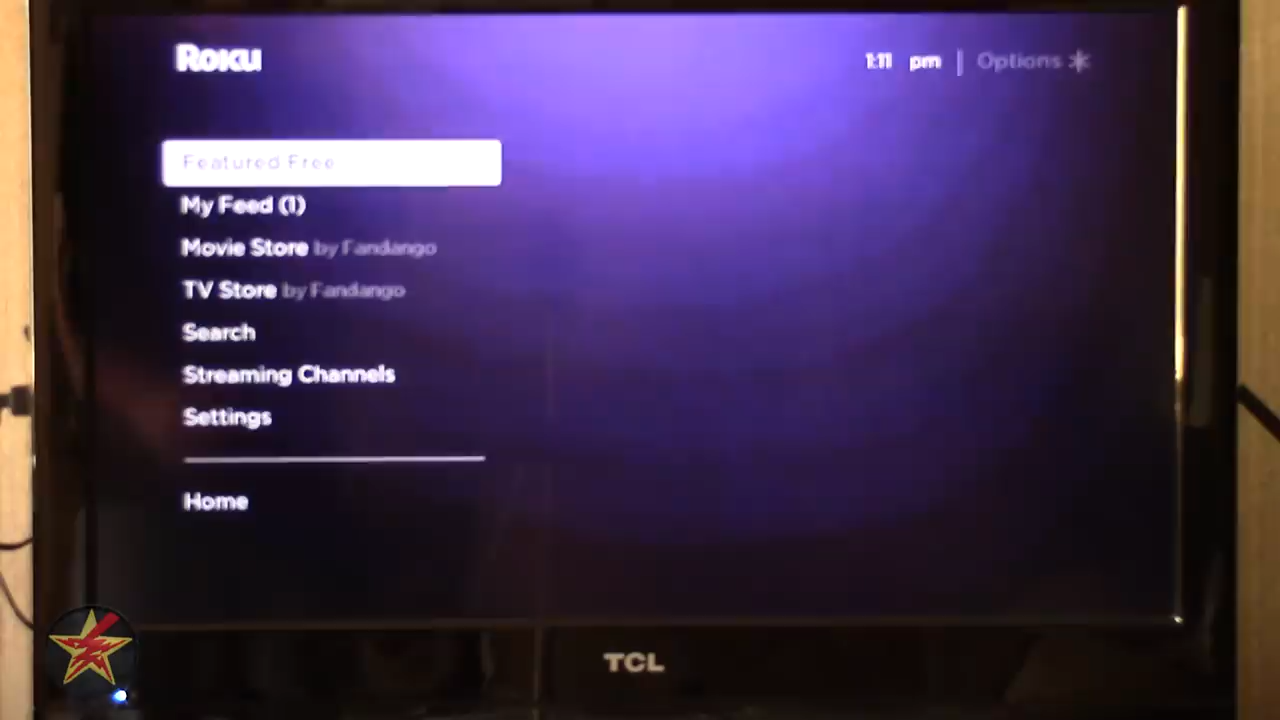 Roku
1:11 pm | Options *
Featured Free
My Feed (1)
Movie Store by Fandango
TV Store by Fandango
Search
Streaming Channels
Settings
Home
TCL